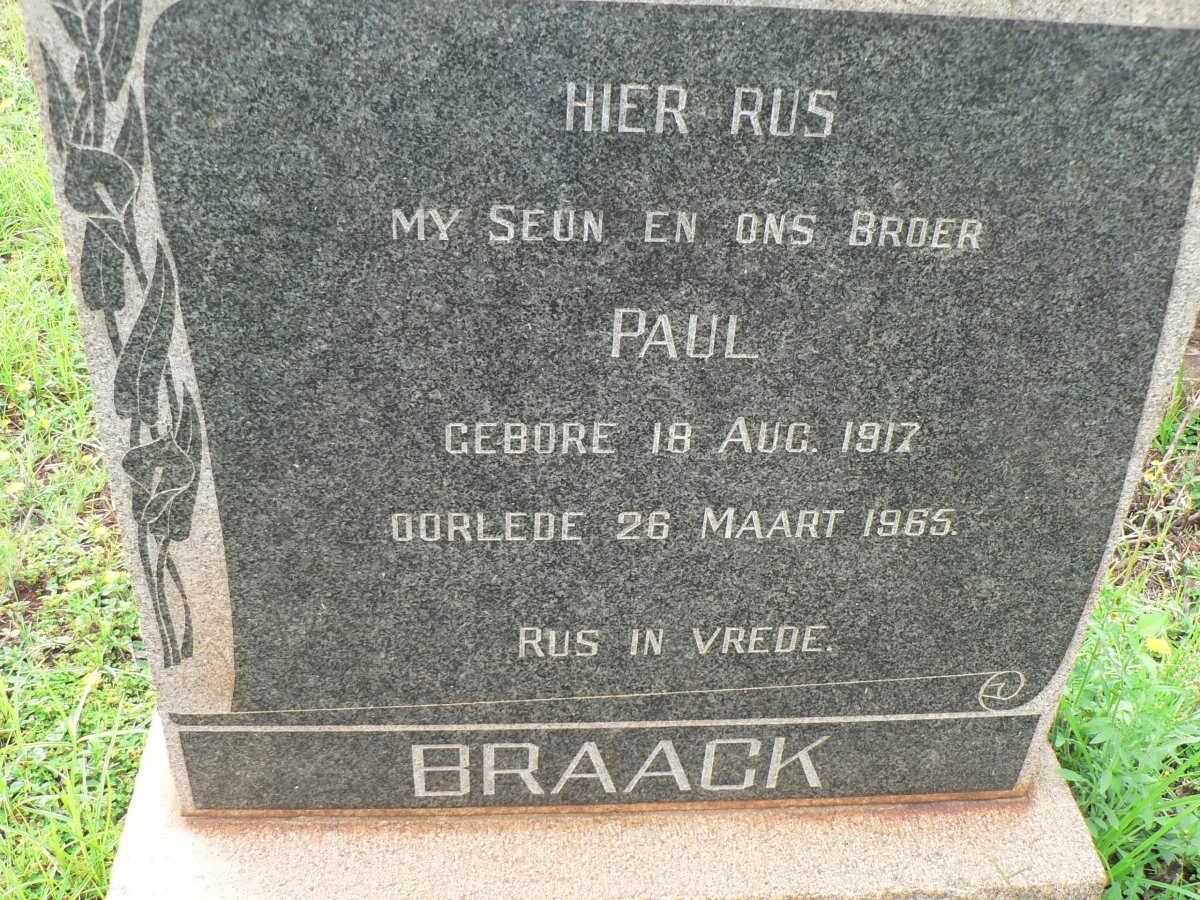 HIER RUS
MY SEUN EN ONS BROER
PAUL
GEBORE 18 AUG. 1917
OORLEDE 26 MAART 1965.
RUS IN VREDE.
BRAACK